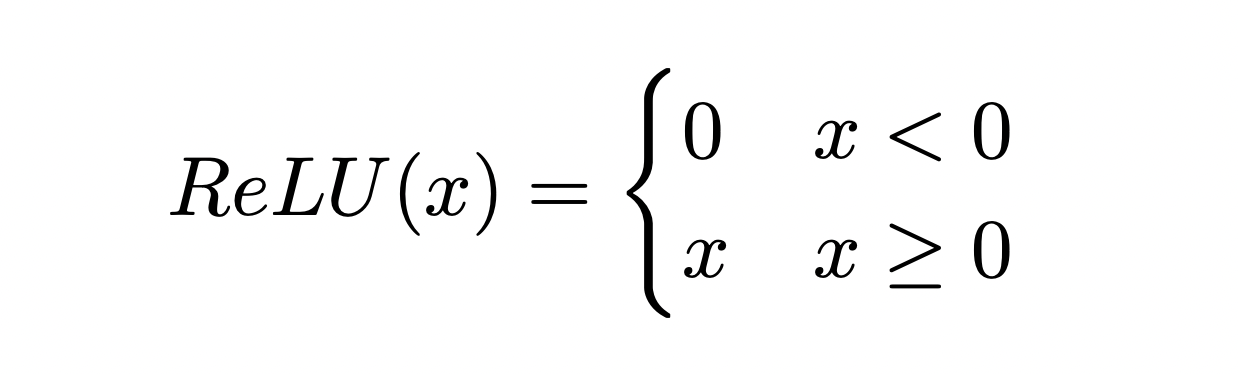 ReLU(x) = { 0 x < 0
x x ≥ 0